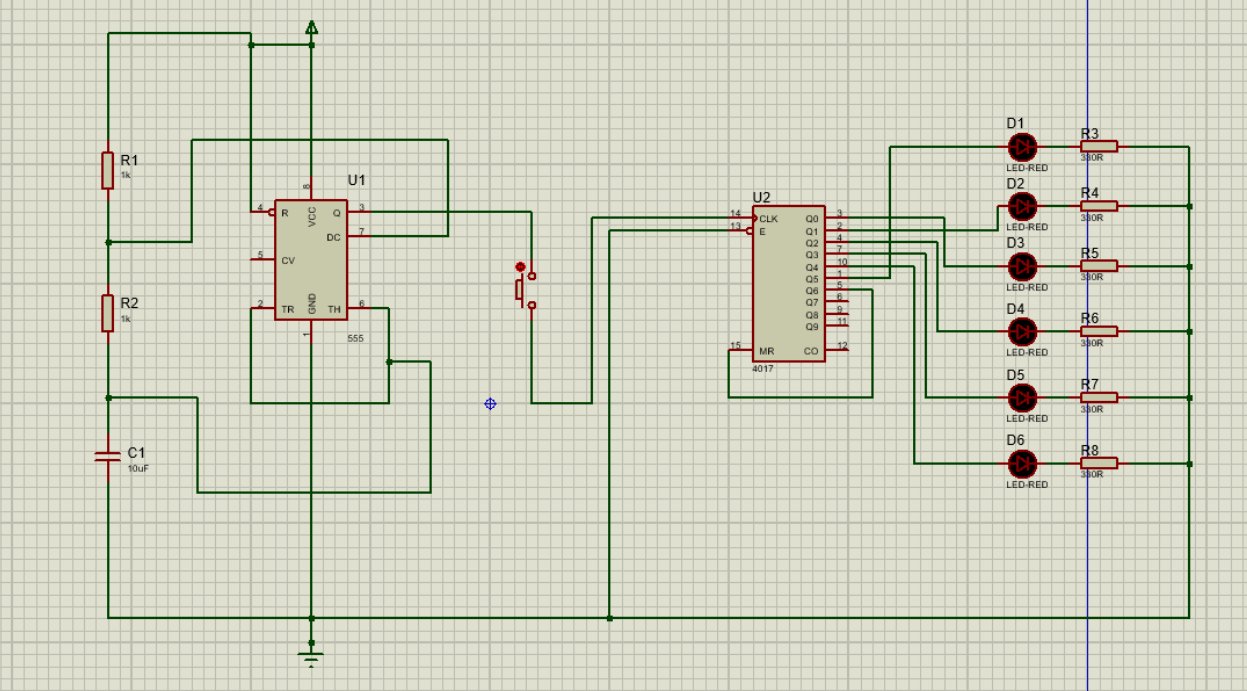 R1
1k
R2
1k
C1
10uF
U1
4
R
8
VCC
Q
3
DC
7
5
CV
2
TR
GND
1
TH
6
555
U2
14
CLK
13
E
Q0
3
Q1
2
Q2
4
Q3
7
Q4
10
Q5
1
Q6
5
Q7
6
Q8
9
Q9
11
15
MR
CO
12
4017
D1
LED-RED
R3
330R
D2
LED-RED
R4
330R
D3
LED-RED
R5
330R
D4
LED-RED
R6
330R
D5
LED-RED
R7
330R
D6
LED-RED
R8
330R